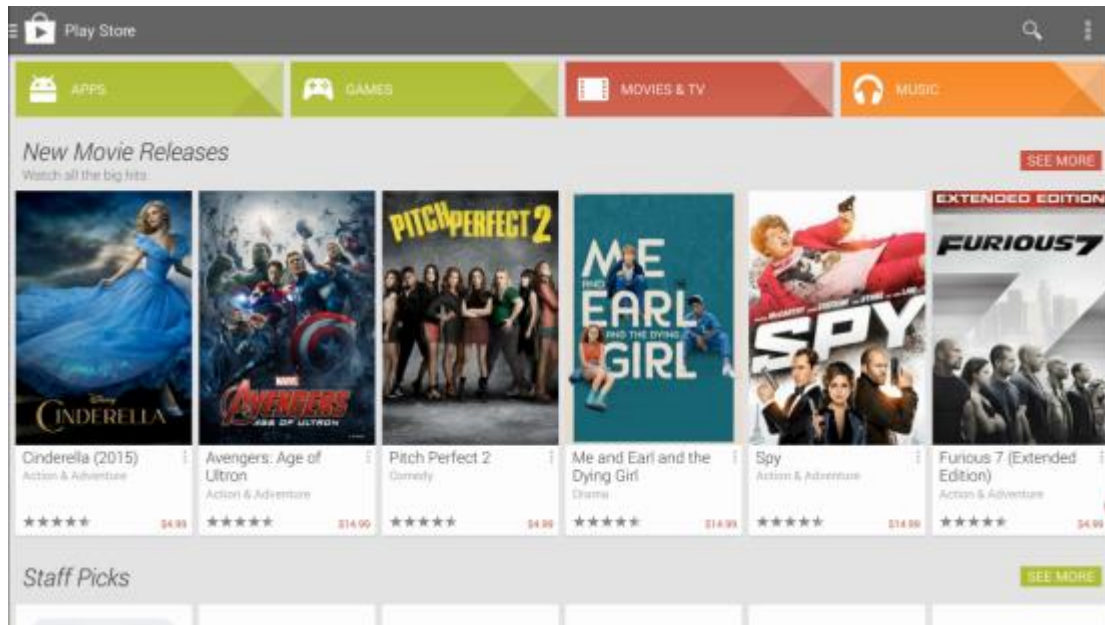 Play Store
APPS
GAMES
MOVIES & TV
MUSIC
New Movie Releases
SEE MORE
Watch all the big hits
Disney
CINDERELLA
MARVEL
AVENGERS
AGE OF ULTRON
PITCH PERFECT 2
ME
AND
EARL
AND THE DYING
GIRL
McCARTHY
SPY
EXTENDED EDITION
FURIOUS 7
Cinderella (2015)
Action & Adventure
$4.99
Avengers: Age of
Ultron
Action & Adventure
$14.99
Pitch Perfect 2
Comedy
$4.99
Me and Earl and the
Dying Girl
Drama
$14.99
Spy
Action & Adventure
$14.99
Furious 7 (Extended
Edition)
Action & Adventure
$4.99
Staff Picks
SEE MORE